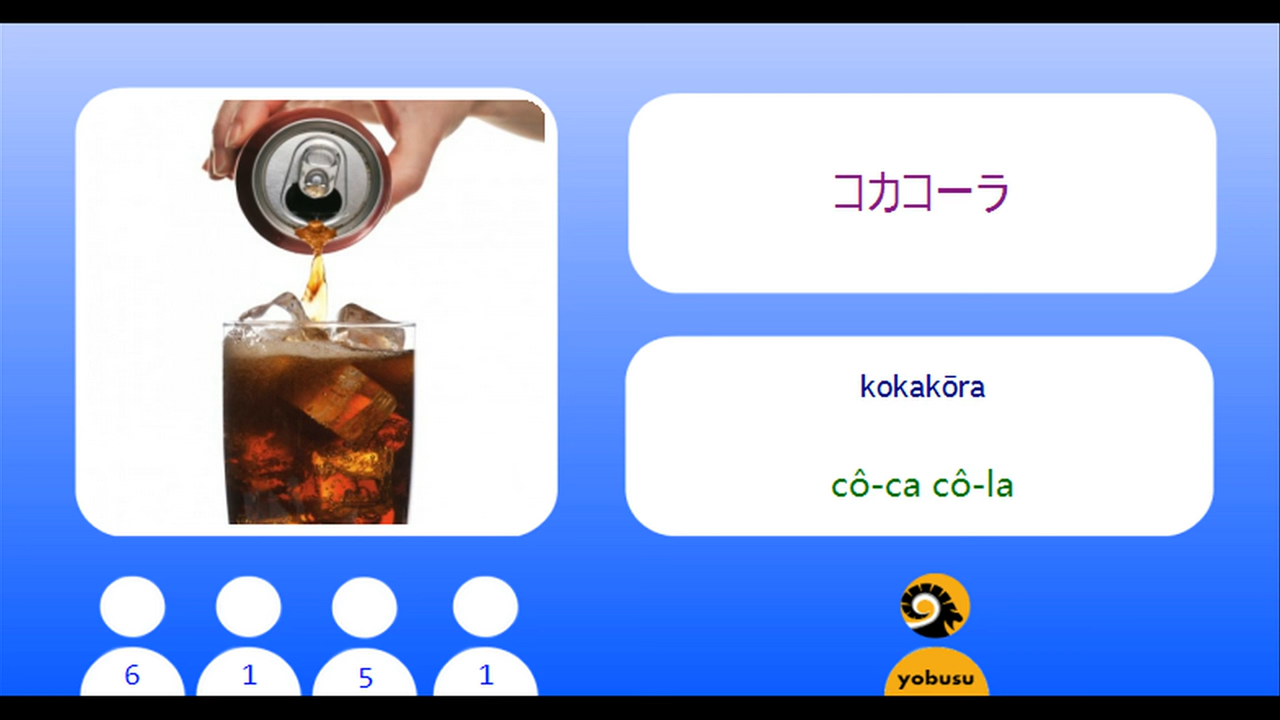 コカコーラ
kokakōra
cô-ca cô-la
6 1 5 1
yobusu